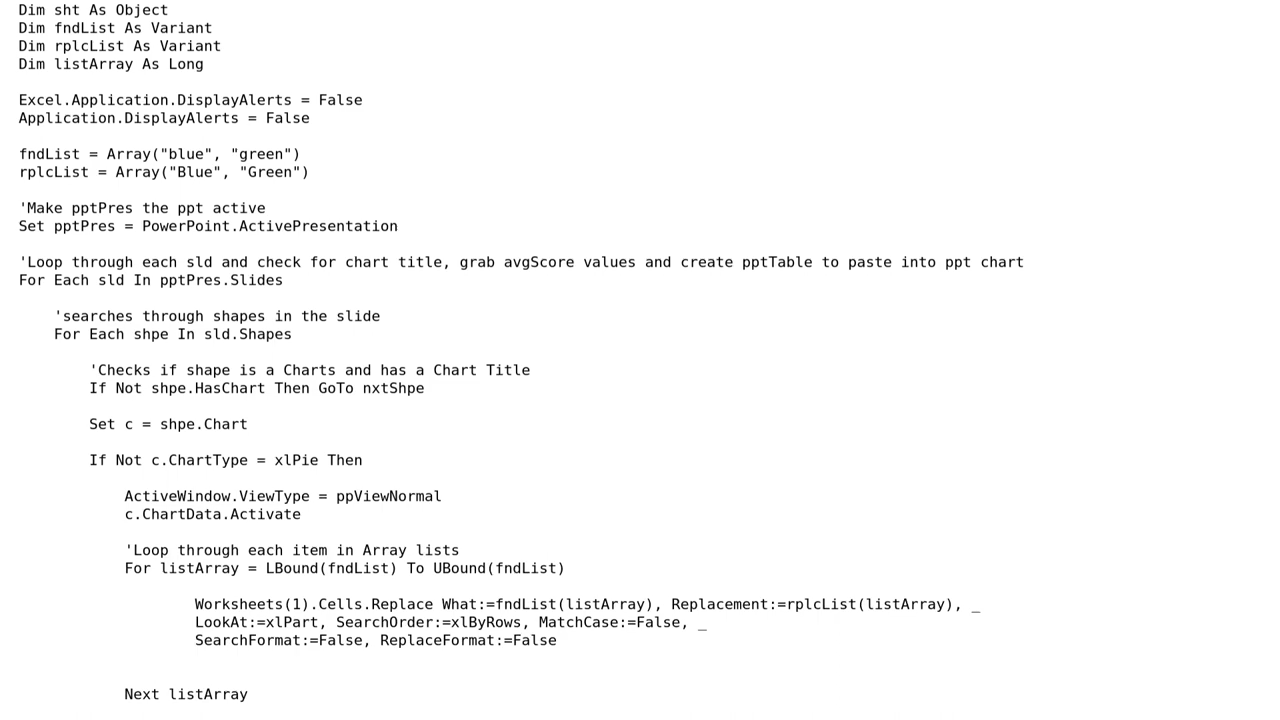 Dim sht As Object
Dim fndList As Variant
Dim rplcList As Variant
Dim listArray As Long
Excel.Application.DisplayAlerts = False
Application.DisplayAlerts = False
fndList = Array("blue", "green")
rplcList = Array("Blue", "Green")
'Make pptPres the ppt active
Set pptPres = PowerPoint.ActivePresentation
'Loop through each sld and check for chart title, grab avgScore values and create pptTable to paste into ppt chart
For Each sld In pptPres.Slides
'searches through shapes in the slide
For Each shpe In sld.Shapes
'Checks if shape is a Charts and has a Chart Title
If Not shpe.HasChart Then GoTo nxtShpe
Set c = shpe.Chart
If Not c.ChartType = xlPie Then
ActiveWindow.ViewType = ppViewNormal
c.ChartData.Activate
'Loop through each item in Array lists
For listArray = LBound(fndList) To UBound(fndList)
Worksheets(1).Cells.Replace What:=fndList(listArray), Replacement:=rplcList(listArray), _
LookAt:=xlPart, SearchOrder:=xlByRows, MatchCase:=False, _
SearchFormat:=False, ReplaceFormat:=False
Next listArray